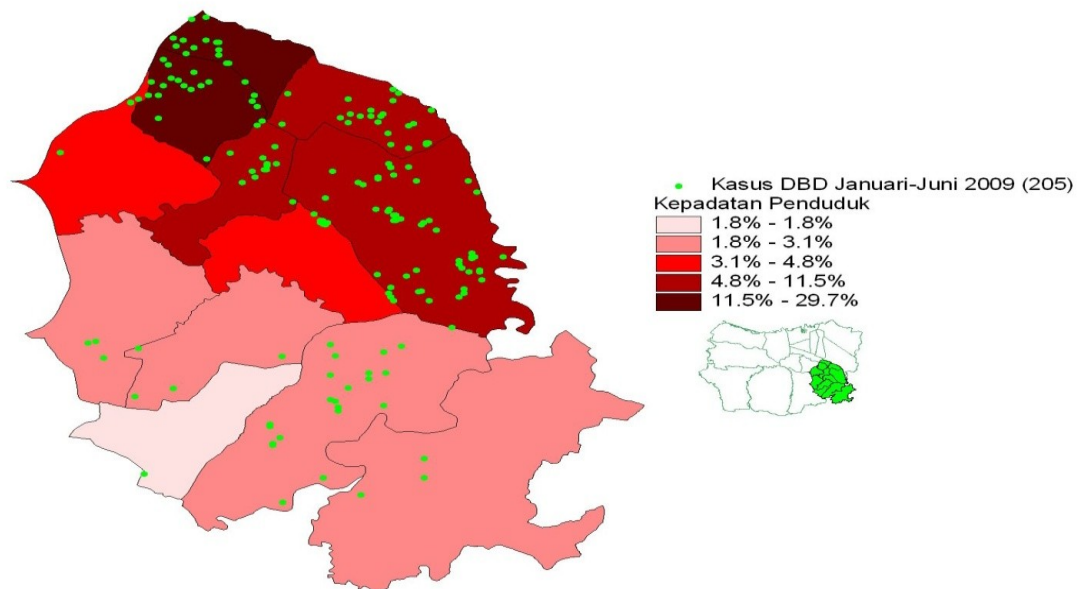 Kasus DBD Januari-Juni 2009 (205)
Kepadatan Penduduk
1.8% - 1.8%
1.8% - 3.1%
3.1% - 4.8%
4.8% - 11.5%
11.5% - 29.7%